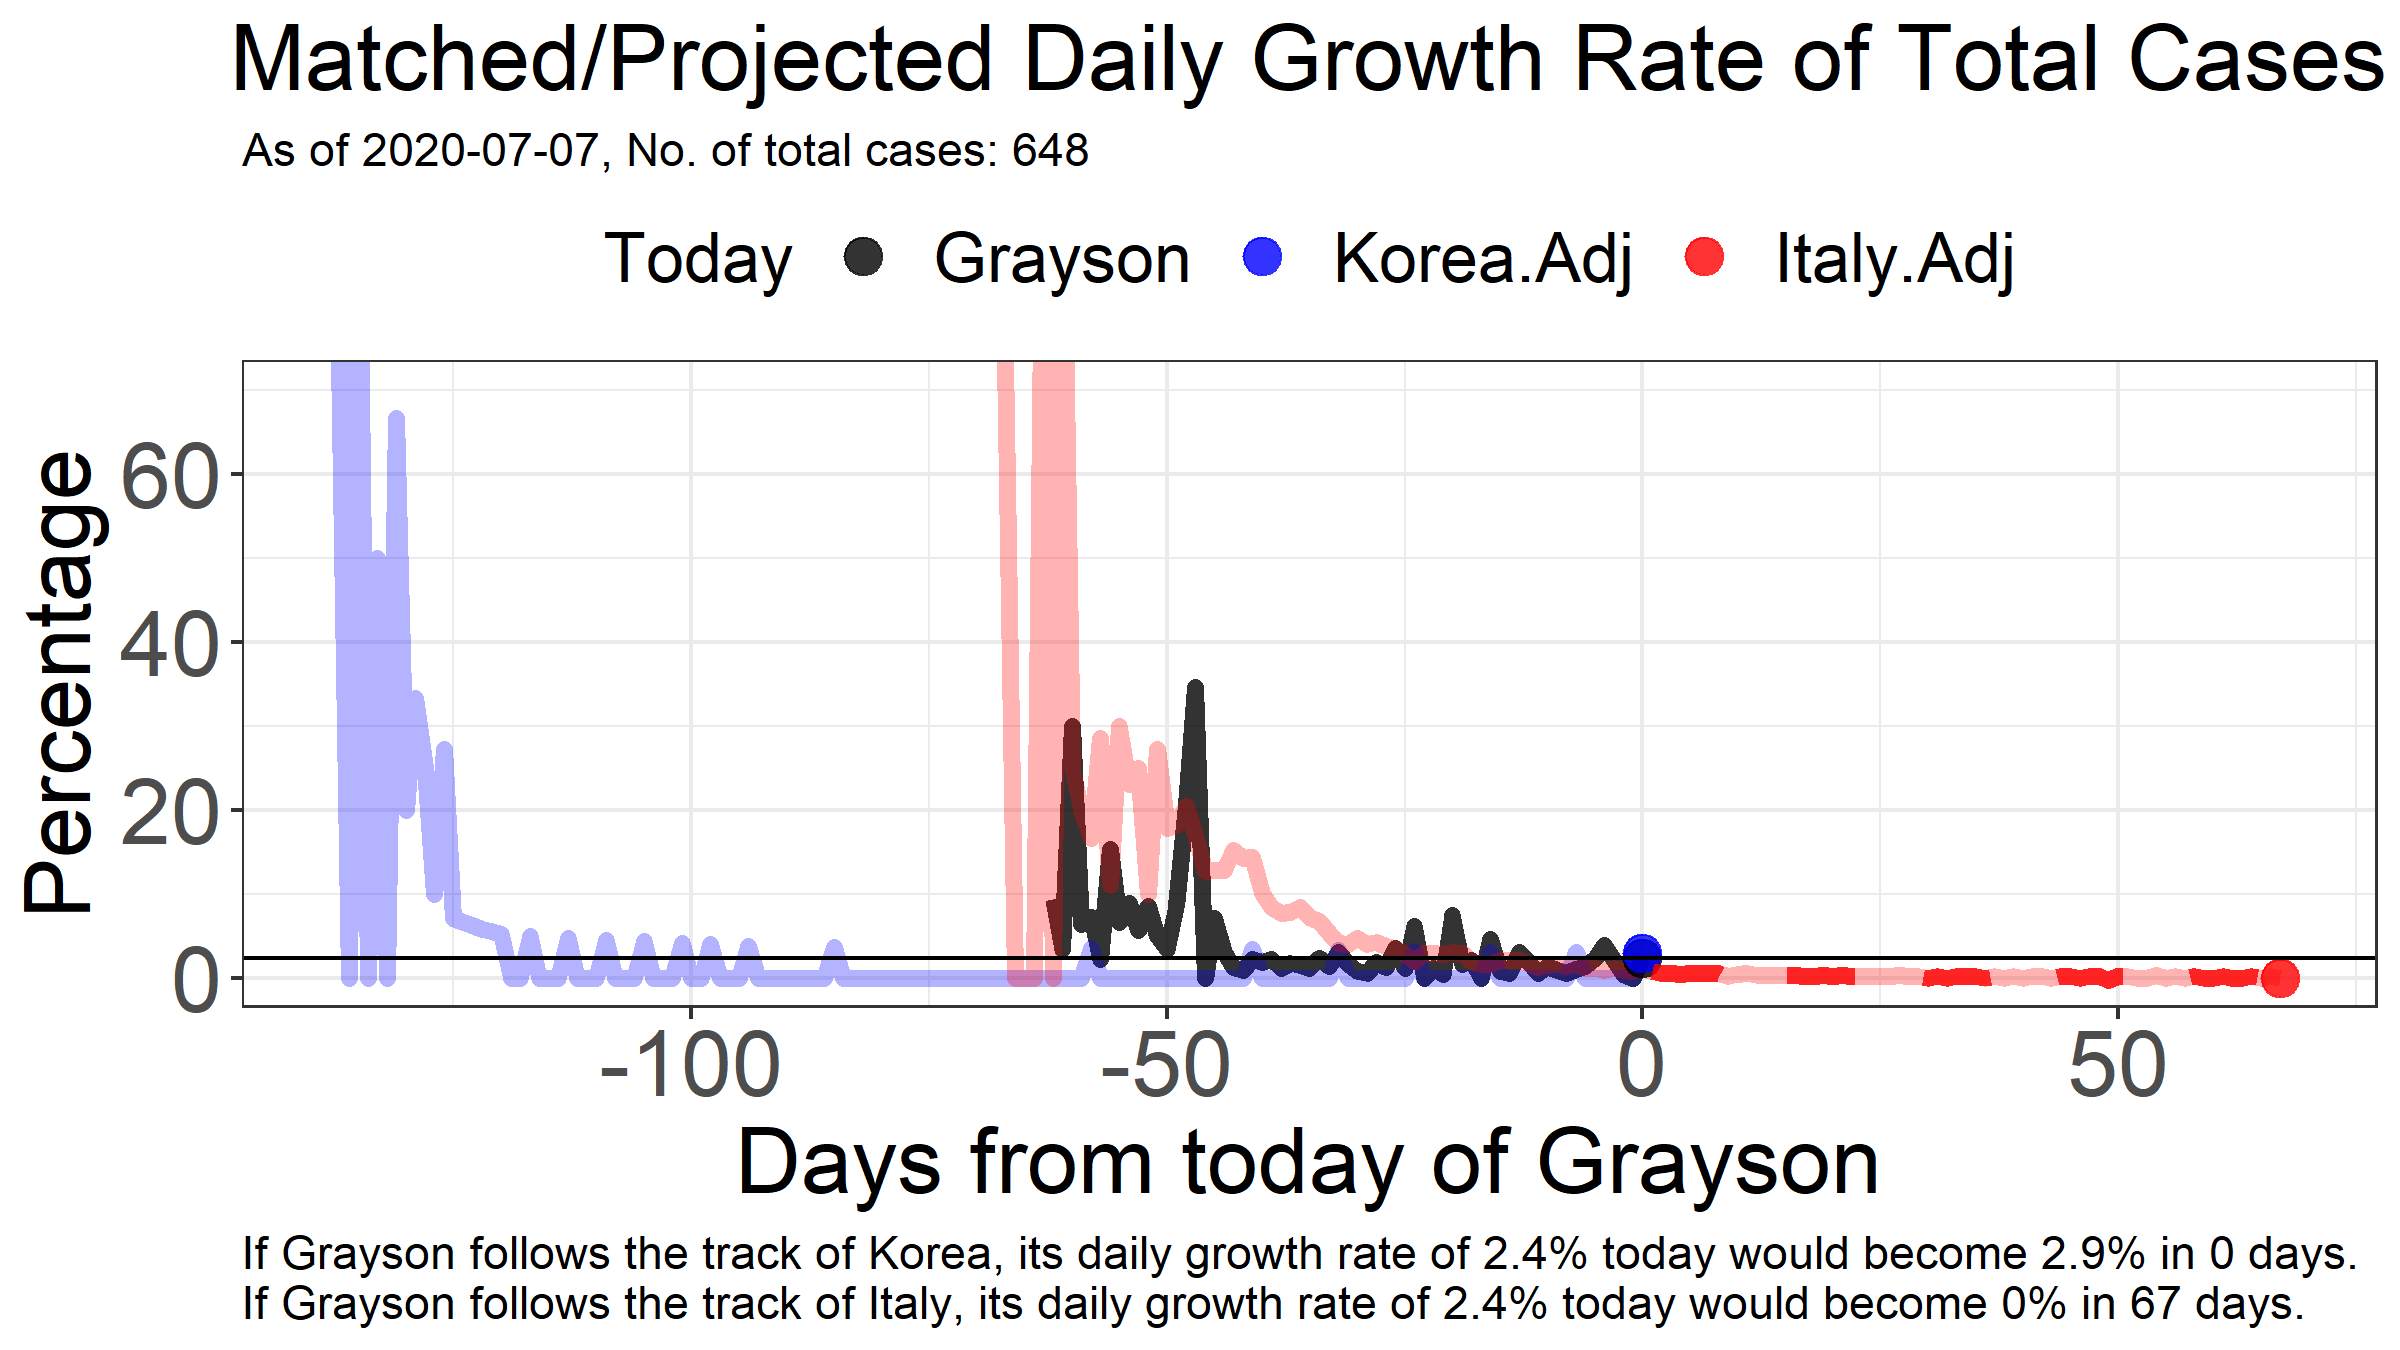 Matched/Projected Daily Growth Rate of Total Cases
As of 2020-07-07, No. of total cases: 648
Today Grayson Korea.Adj Italy.Adj
Percentage
60
40
20
0
-100 -50 0 50
Days from today of Grayson
If Grayson follows the track of Korea, its daily growth rate of 2.4% today would become 2.9% in 0 days.
If Grayson follows the track of Italy, its daily growth rate of 2.4% today would become 0% in 67 days.